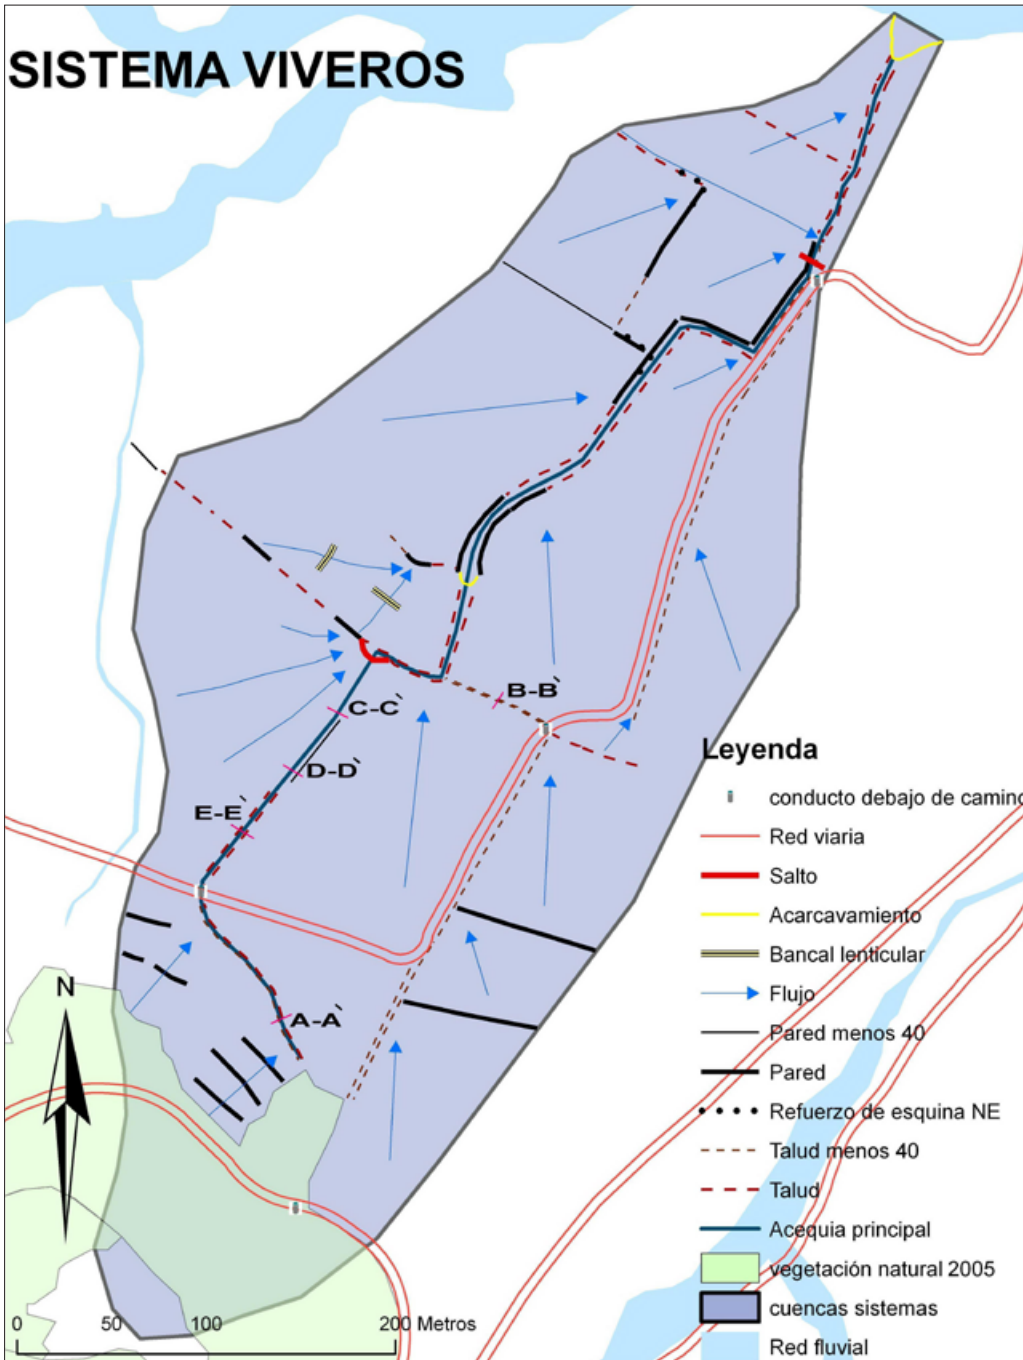 SISTEMA VIVEROS
B-B`
C-C`
D-D`
E-E`
A-A`
N
0 50 100 200 Metros
Leyenda
conducto debajo de camino
Red viaria
Salto
Acarcavamiento
Bancal lenticular
Flujo
Pared menos 40
Pared
Refuerzo de esquina NE
Talud menos 40
Talud
Acequia principal
vegetación natural 2005
cuencas sistemas
Red fluvial